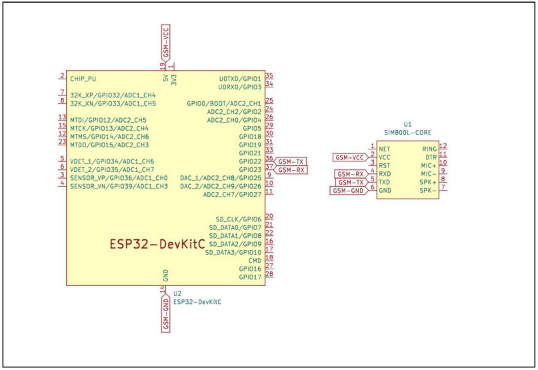 GSM-VCC
19
1
5V
3V3
2 CHIP_PU
7 32K_XP/GPIO32/ADC1_CH4
8 32K_XN/GPIO33/ADC1_CH5
13 MTDI/GPIO12/ADC2_CH5
15 MTCK/GPIO13/ADC2_CH4
12 MTMS/GPIO14/ADC2_CH6
23 MTDO/GPIO15/ADC2_CH3
5 VDET_1/GPIO34/ADC1_CH6
6 VDET_2/GPIO35/ADC1_CH7
3 SENSOR_VP/GPIO36/ADC1_CH0
4 SENSOR_VN/GPIO39/ADC1_CH3
U0TXD/GPIO1 35
U0RXD/GPIO3 34
GPIO0/BOOT/ADC2_CH1 25
ADC2_CH2/GPIO2 24
ADC2_CH0/GPIO4 26
GPIO5 29
GPIO18 30
GPIO19 31
GPIO21 33
GPIO22 36 GSM-TX
GPIO23 37 GSM-RX
DAC_1/ADC2_CH8/GPIO25 9
DAC_2/ADC2_CH9/GPIO26 10
ADC2_CH7/GPIO27 11
SD_CLK/GPIO6 20
SD_DATA0/GPIO7 21
SD_DATA1/GPIO8 22
SD_DATA2/GPIO9 16
SD_DATA3/GPIO10 17
CMD 18
GPIO16 27
GPIO17 28
ESP32-DevKitC
GND
14
GSM-GND
U2
ESP32-DevKitC
U1
SIM800L-CORE
1 NET
GSM-VCC 2 VCC
3 RST
GSM-RX 4 RXD
GSM-TX 5 TXD
GSM-GND 6 GND
RING 12
DTR 11
MIC+ 10
MIC- 9
SPK+ 8
SPK- 7